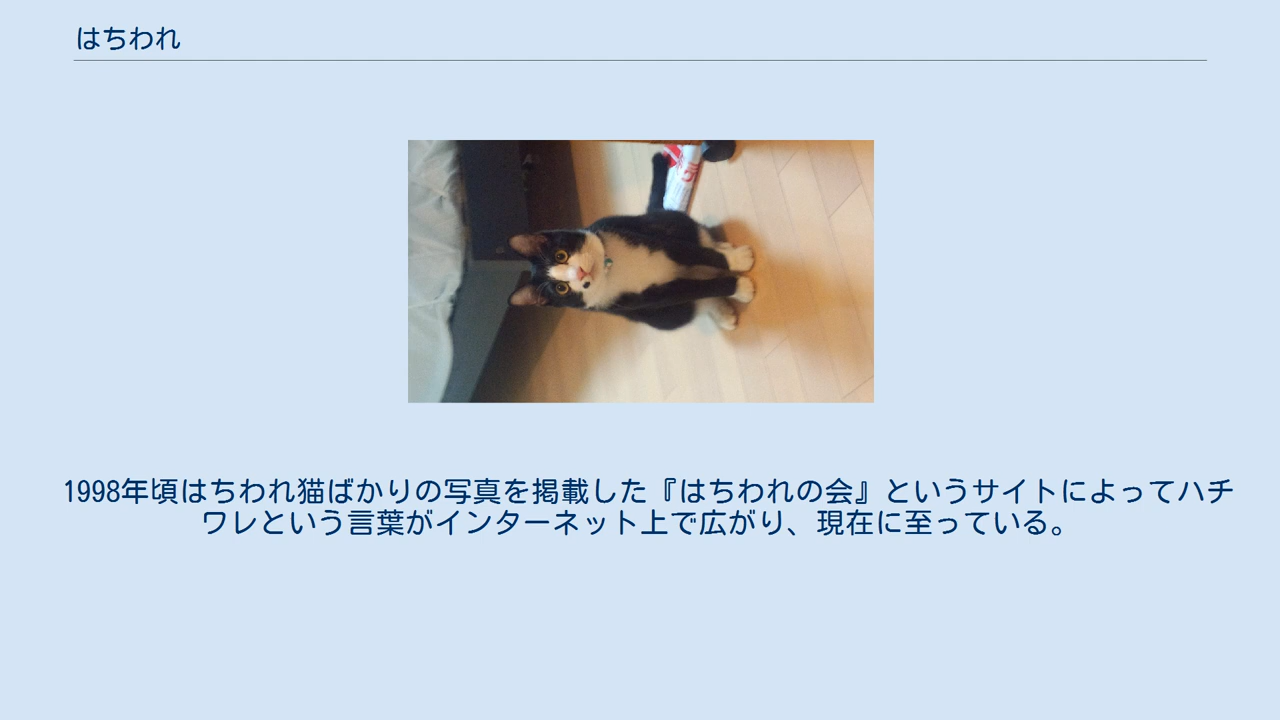 はちわれ
1998年頃はちわれ猫ばかりの写真を掲載した『はちわれの会』というサイトによってハチ
ワレという言葉がインターネット上で広がり、現在に至っている。